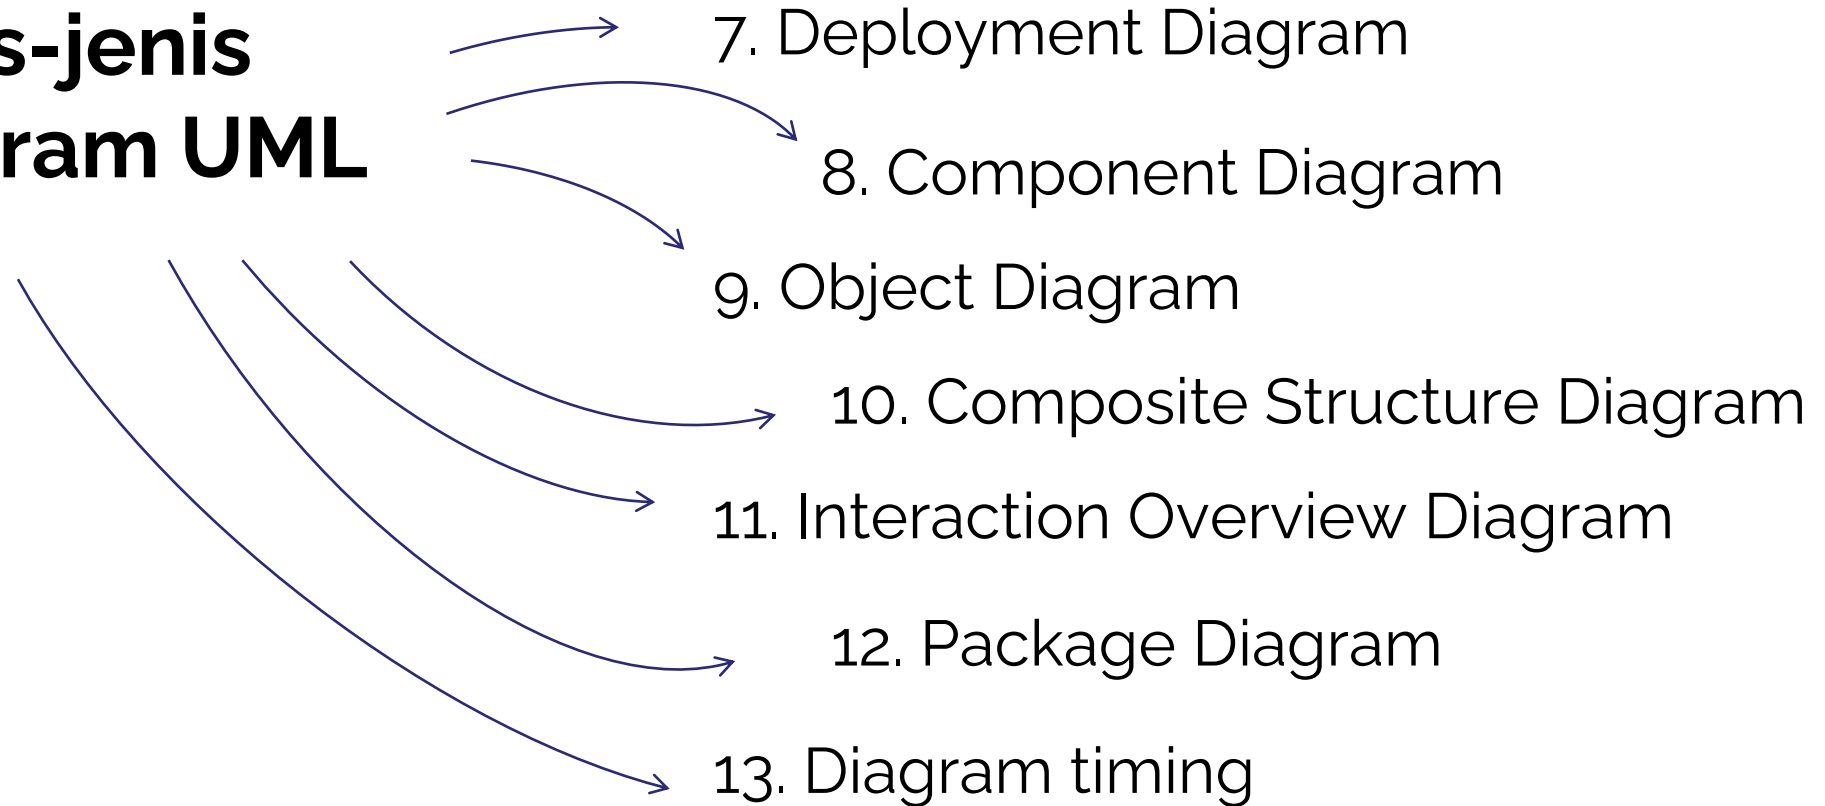 s-jenis
ram UML
7. Deployment Diagram
8. Component Diagram
9. Object Diagram
10. Composite Structure Diagram
11. Interaction Overview Diagram
12. Package Diagram
13. Diagram timing